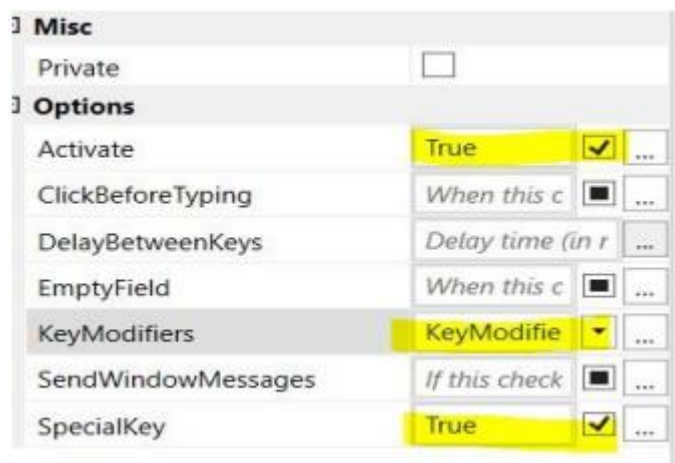 Misc
Private
Options
Activate True ...
ClickBeforeTyping When this c ...
DelayBetweenKeys Delay time (in r ...
EmptyField When this c ...
KeyModifiers KeyModifie ...
SendWindowMessages If this check ...
SpecialKey True ...